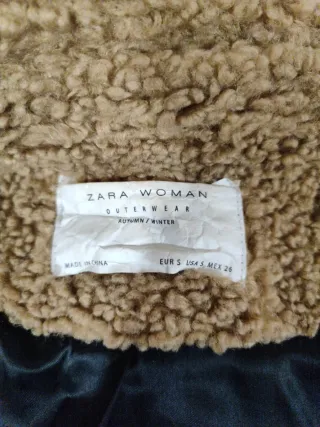 ZARA WOMAN
OUTERWEAR
AUTUMN / WINTER
MADE IN CHINA
EUR S USA S MEX 26